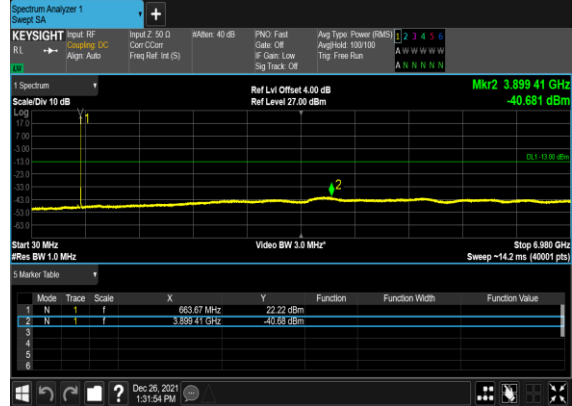 Spectrum Analyzer 1
Swept SA
+
KEYSIGHT Input: RF Input Z: 50 Ω #Atten: 40 dB PNO: Fast Avg Type: Power (RMS) 1 2 3 4 5 6
RL Coupling: DC Corr CCorr Gate: Off Avg|Hold: 100/100 A W W W W W
Align: Auto Freq Ref: Int (S) IF Gain: Low Trig: Free Run
Sig Track: Off A N N N N N
1 Spectrum Ref Lvl Offset 4.00 dB Mkr2 3.899 41 GHz
Scale/Div 10 dB Ref Level 27.00 dBm -40.681 dBm
Log
17.0 1
7.00
-3.00
-13.0 DL1 -13.00 dBm
-23.0
-33.0 2
-43.0
-53.0
-63.0
Start 30 MHz Video BW 3.0 MHz* Stop 6.980 GHz
#Res BW 1.0 MHz Sweep ~14.2 ms (40001 pts)
5 Marker Table
Mode Trace Scale X Y Function Function Width Function Value
1 N 1 f 663.67 MHz 22.22 dBm
2 N 1 f 3.899 41 GHz -40.68 dBm
3
4
5
6
? Dec 26, 2021
1:31:54 PM